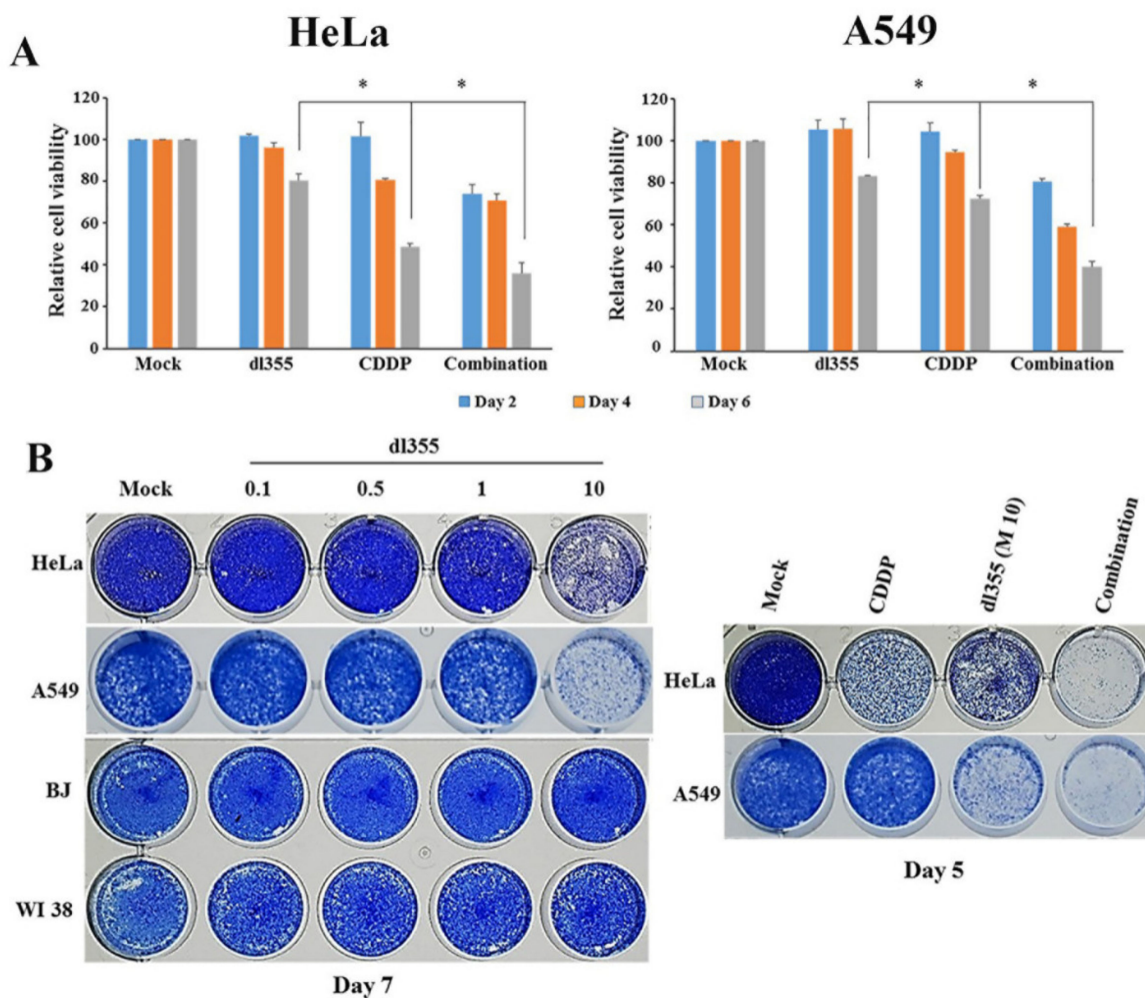 HeLa
A549
A
* *
* *
120
100
80
60
40
20
0
Relative cell viability
Mock dl355 CDDP Combination
120
100
80
60
40
20
0
Relative cell viability
Mock dl355 CDDP Combination
Day 2 Day 4 Day 6
B
dl355
Mock 0.1 0.5 1 10
HeLa
A549
BJ
WI 38
Day 7
Mock
CDDP
dl355 (M 10)
Combination
HeLa
A549
Day 5